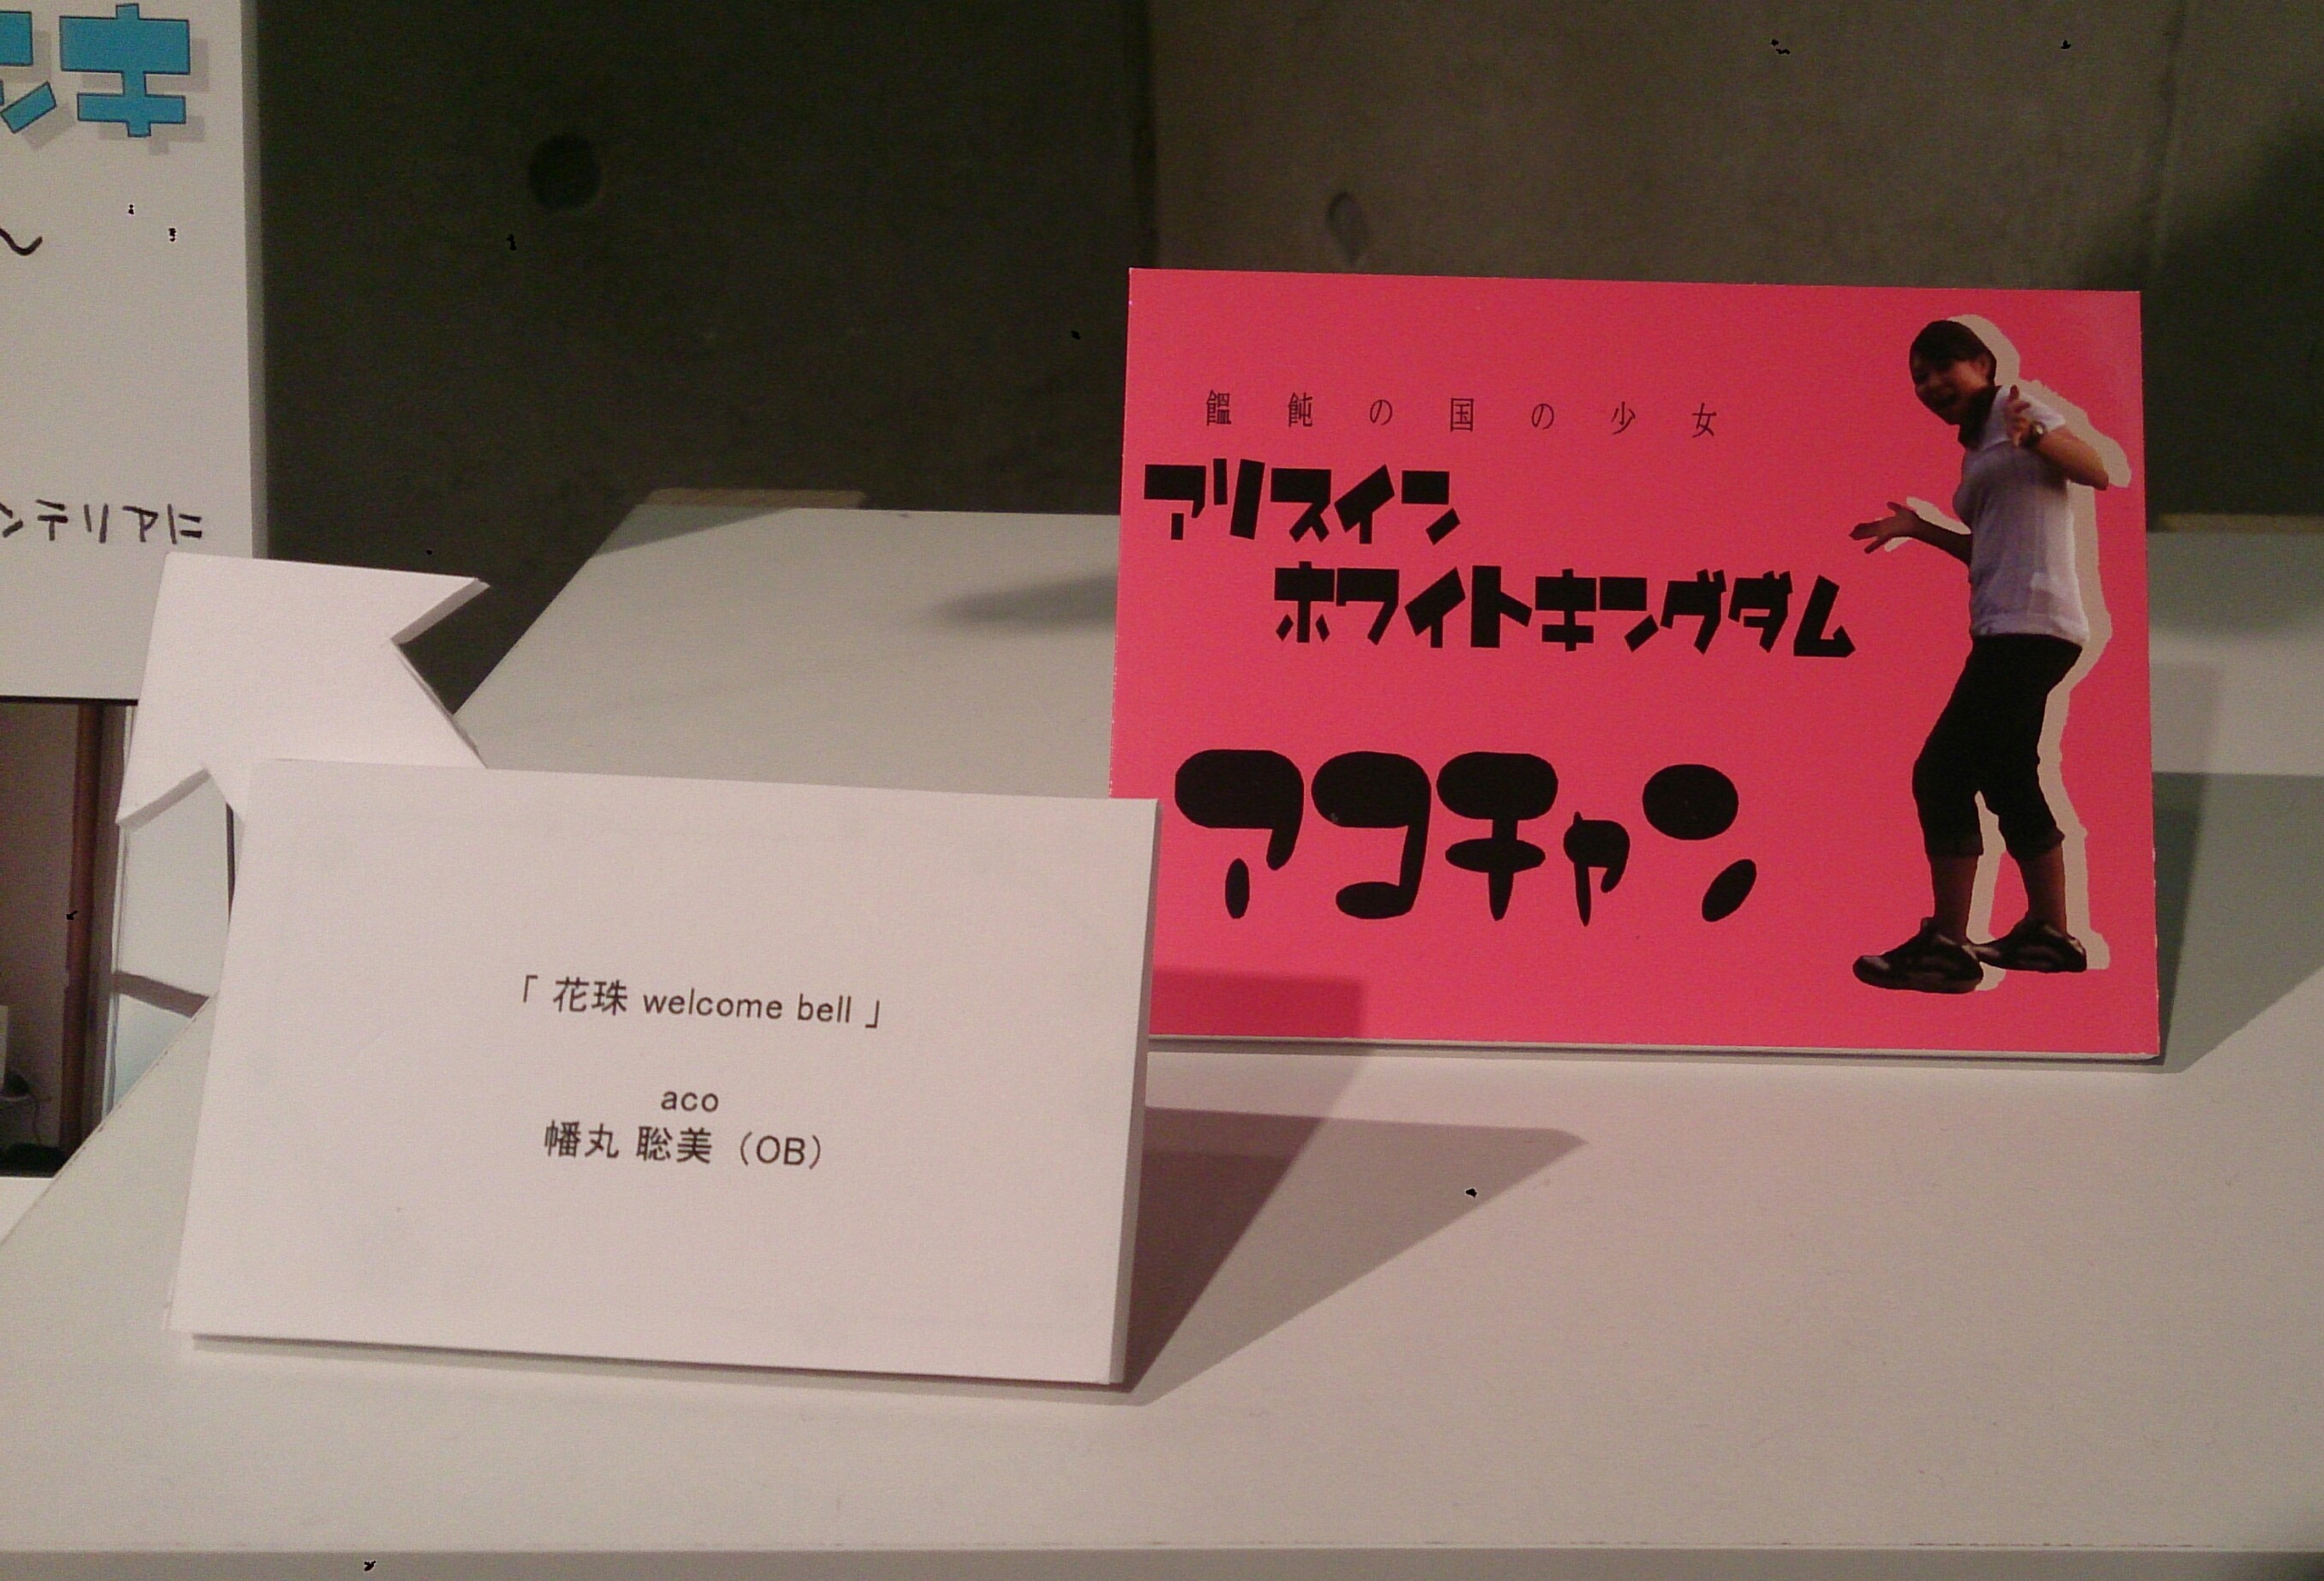 キ
ンテリアに
饂飩の国の少女
アリスイン
ホワイトキングダム
アコチャン
「 花珠 welcome bell 」
aco
幡丸 聡美（OB）